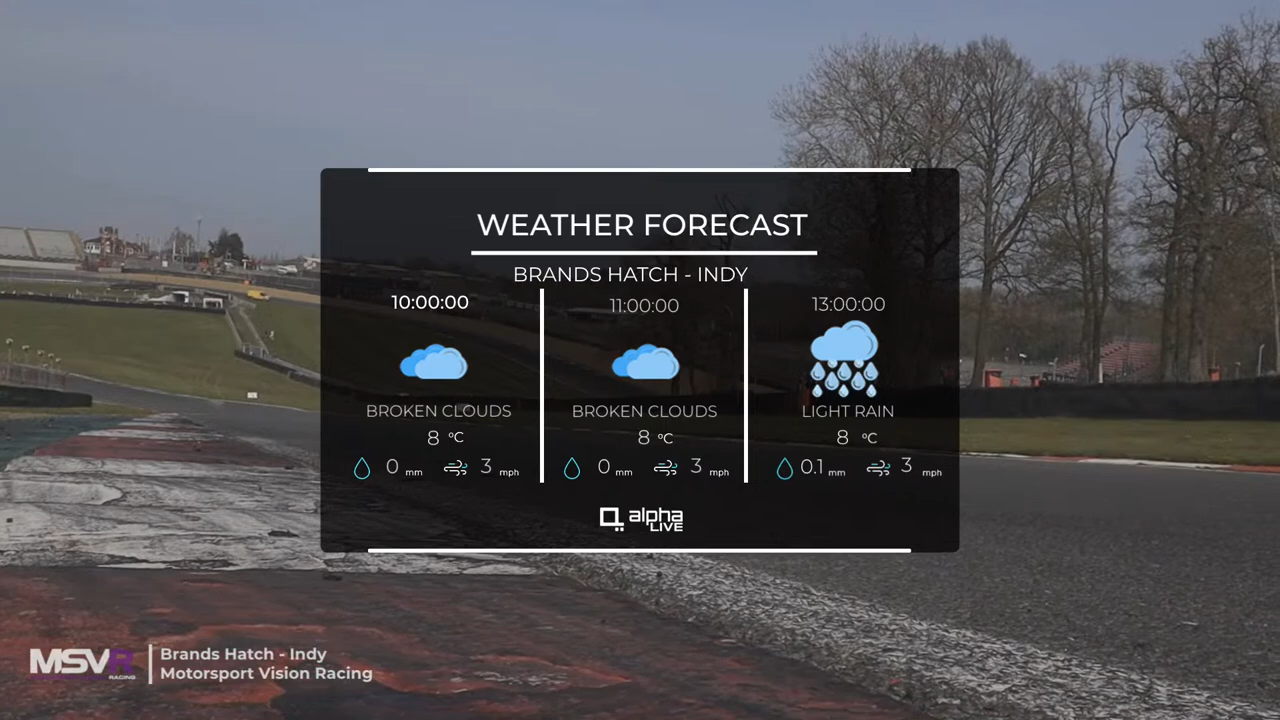 WEATHER FORECAST
BRANDS HATCH - INDY
10:00:00
BROKEN CLOUDS
8 °C
0 mm 3 mph
11:00:00
BROKEN CLOUDS
8 °C
0 mm 3 mph
13:00:00
LIGHT RAIN
8 °C
0.1 mm 3 mph
alpha
LIVE
MSVR
RACING
Brands Hatch - Indy
Motorsport Vision Racing